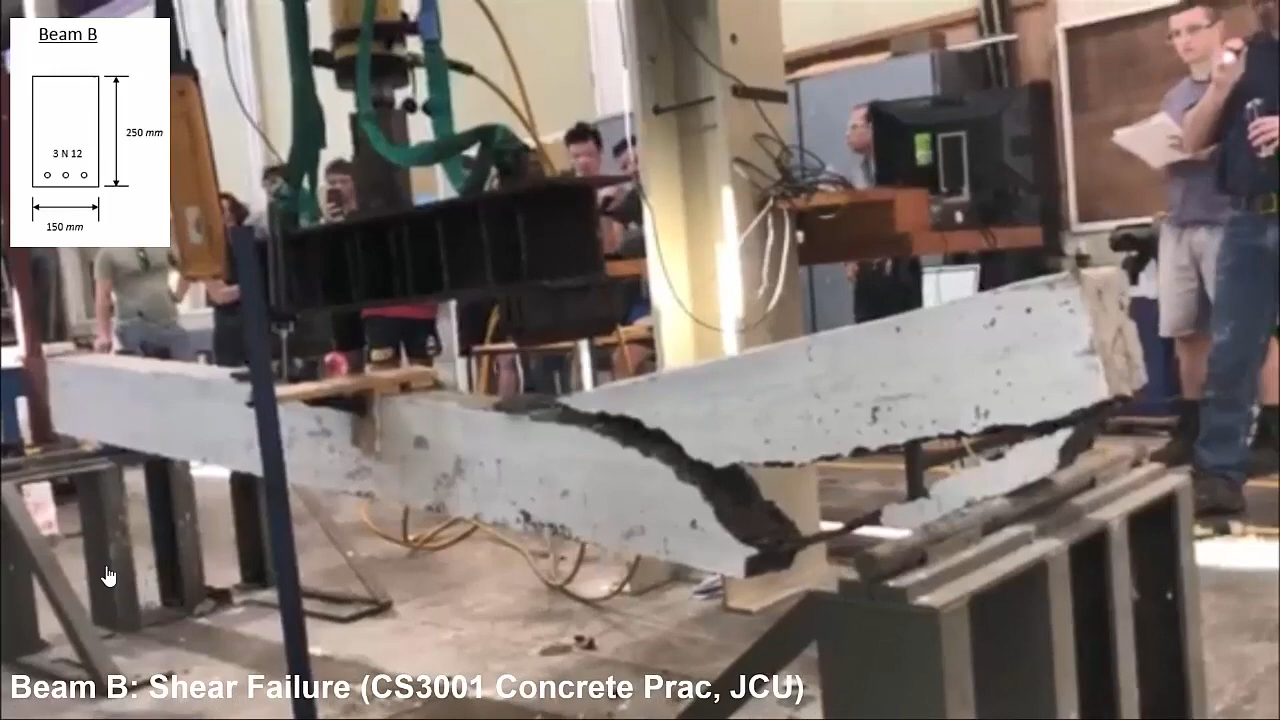 Beam B
250 mm
3 N 12
150 mm
Beam B: Shear Failure (CS3001 Concrete Prac, JCU)